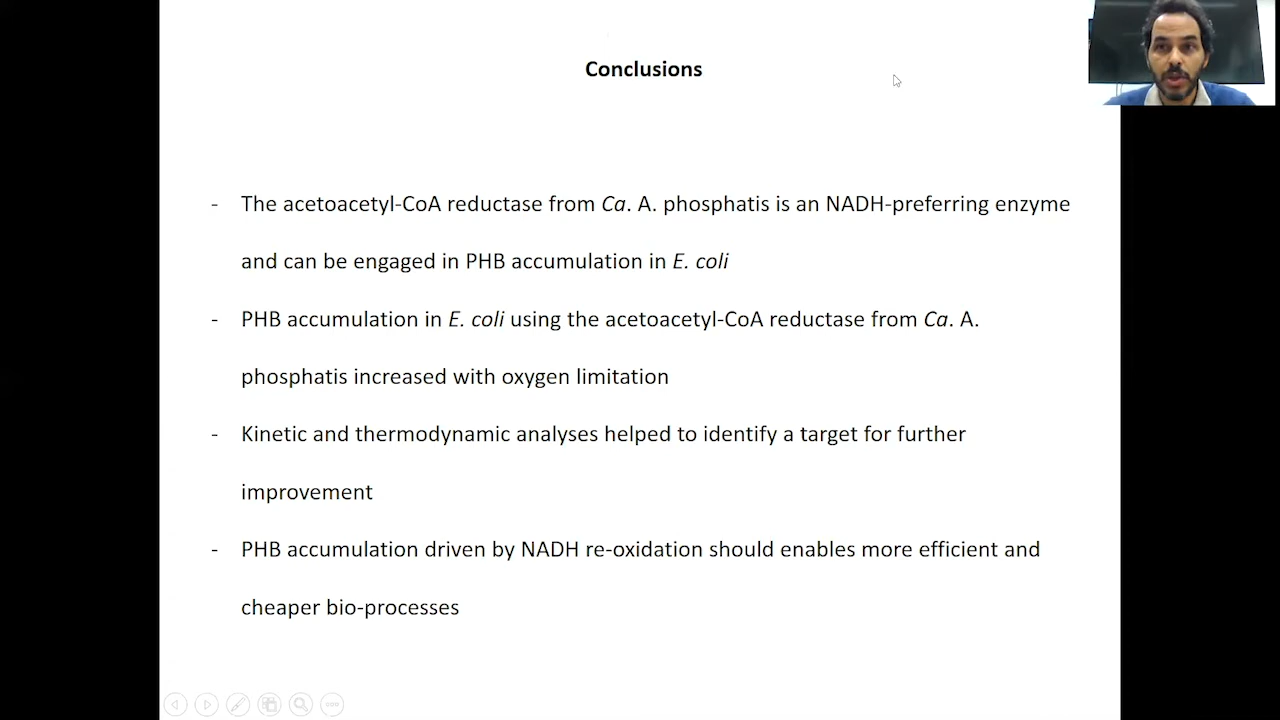 Conclusions
- The acetoacetyl-CoA reductase from Ca. A. phosphatis is an NADH-preferring enzyme
and can be engaged in PHB accumulation in E. coli
- PHB accumulation in E. coli using the acetoacetyl-CoA reductase from Ca. A.
phosphatis increased with oxygen limitation
- Kinetic and thermodynamic analyses helped to identify a target for further
improvement
- PHB accumulation driven by NADH re-oxidation should enables more efficient and
cheaper bio-processes